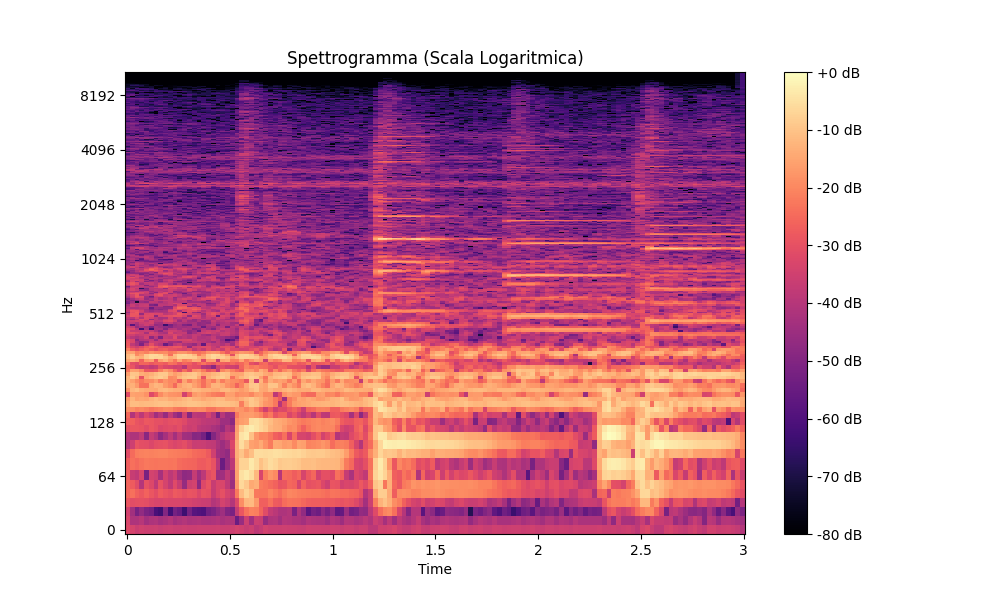 Spettrogramma (Scala Logaritmica)
Hz
8192
4096
2048
1024
512
256
128
64
0
0
0.5
1
1.5
2
2.5
3
Time
+0 dB
-10 dB
-20 dB
-30 dB
-40 dB
-50 dB
-60 dB
-70 dB
-80 dB